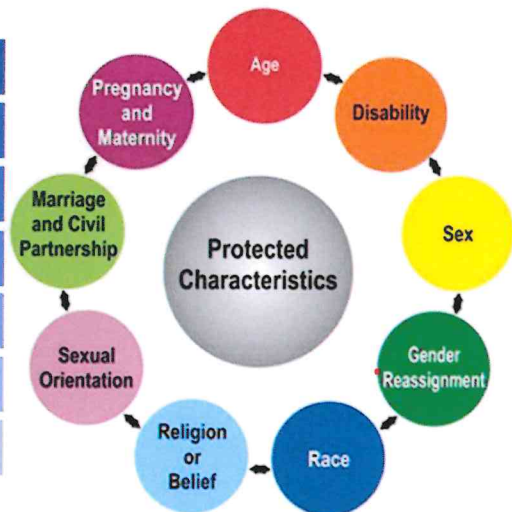 Age
Disability
Sex
Gender
Reassignment
Race
Religion
or
Belief
Sexual
Orientation
Marriage
and Civil
Partnership
Pregnancy
and
Maternity
Protected
Characteristics